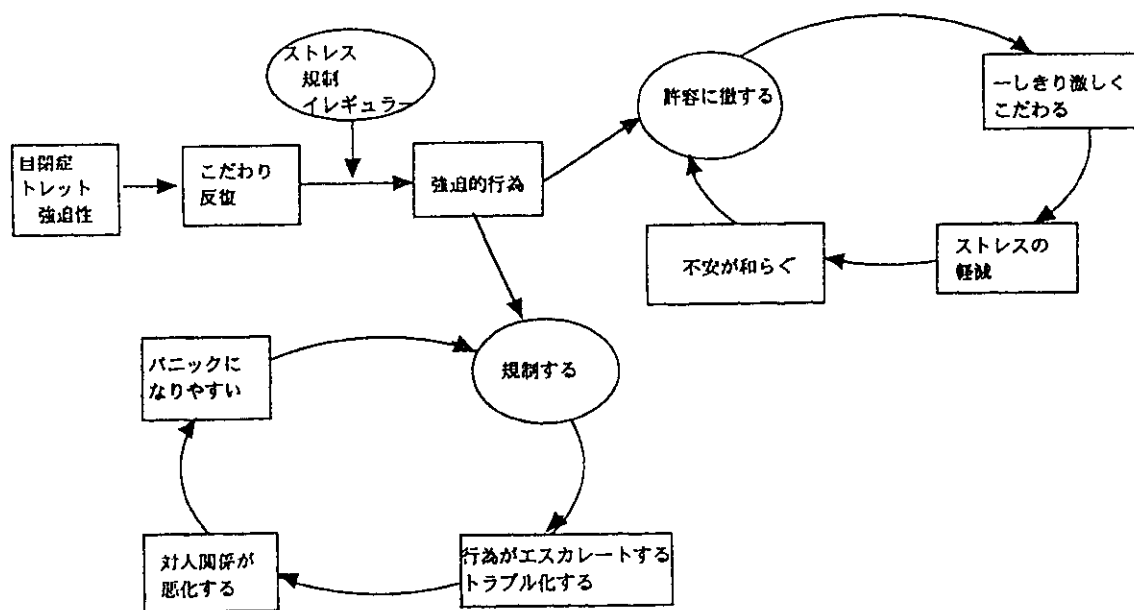 ストレス
規制
イレギュラー
自閉症
トレット
強迫性
こだわり
反復
強迫的行為
許容に徹する
一しきり激しく
こだわる
ストレスの
軽減
不安が和らぐ
規制する
行為がエスカレートする
トラブル化する
対人関係が
悪化する
パニックに
なりやすい